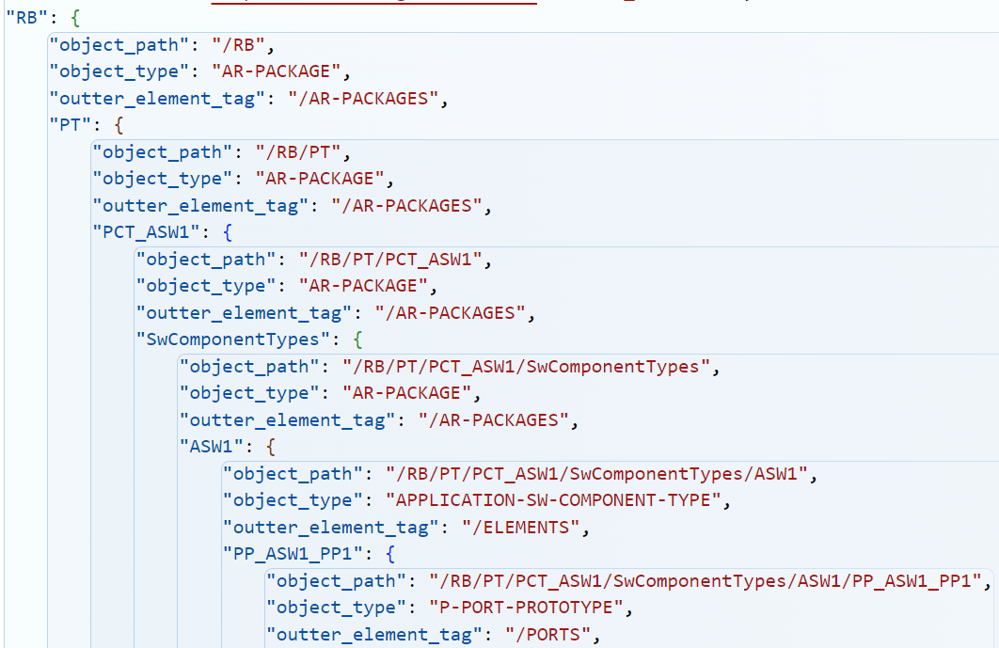 "RB": {
"object_path": "/RB",
"object_type": "AR-PACKAGE",
"outter_element_tag": "/AR-PACKAGES",
"PT": {
"object_path": "/RB/PT",
"object_type": "AR-PACKAGE",
"outter_element_tag": "/AR-PACKAGES",
"PCT_ASW1": {
"object_path": "/RB/PT/PCT_ASW1",
"object_type": "AR-PACKAGE",
"outter_element_tag": "/AR-PACKAGES",
"SwComponentTypes": {
"object_path": "/RB/PT/PCT_ASW1/SwComponentTypes",
"object_type": "AR-PACKAGE",
"outter_element_tag": "/AR-PACKAGES",
"ASW1": {
"object_path": "/RB/PT/PCT_ASW1/SwComponentTypes/ASW1",
"object_type": "APPLICATION-SW-COMPONENT-TYPE",
"outter_element_tag": "/ELEMENTS",
"PP_ASW1_PP1": {
"object_path": "/RB/PT/PCT_ASW1/SwComponentTypes/ASW1/PP_ASW1_PP1",
"object_type": "P-PORT-PROTOTYPE",
"outter_element_tag": "/PORTS",